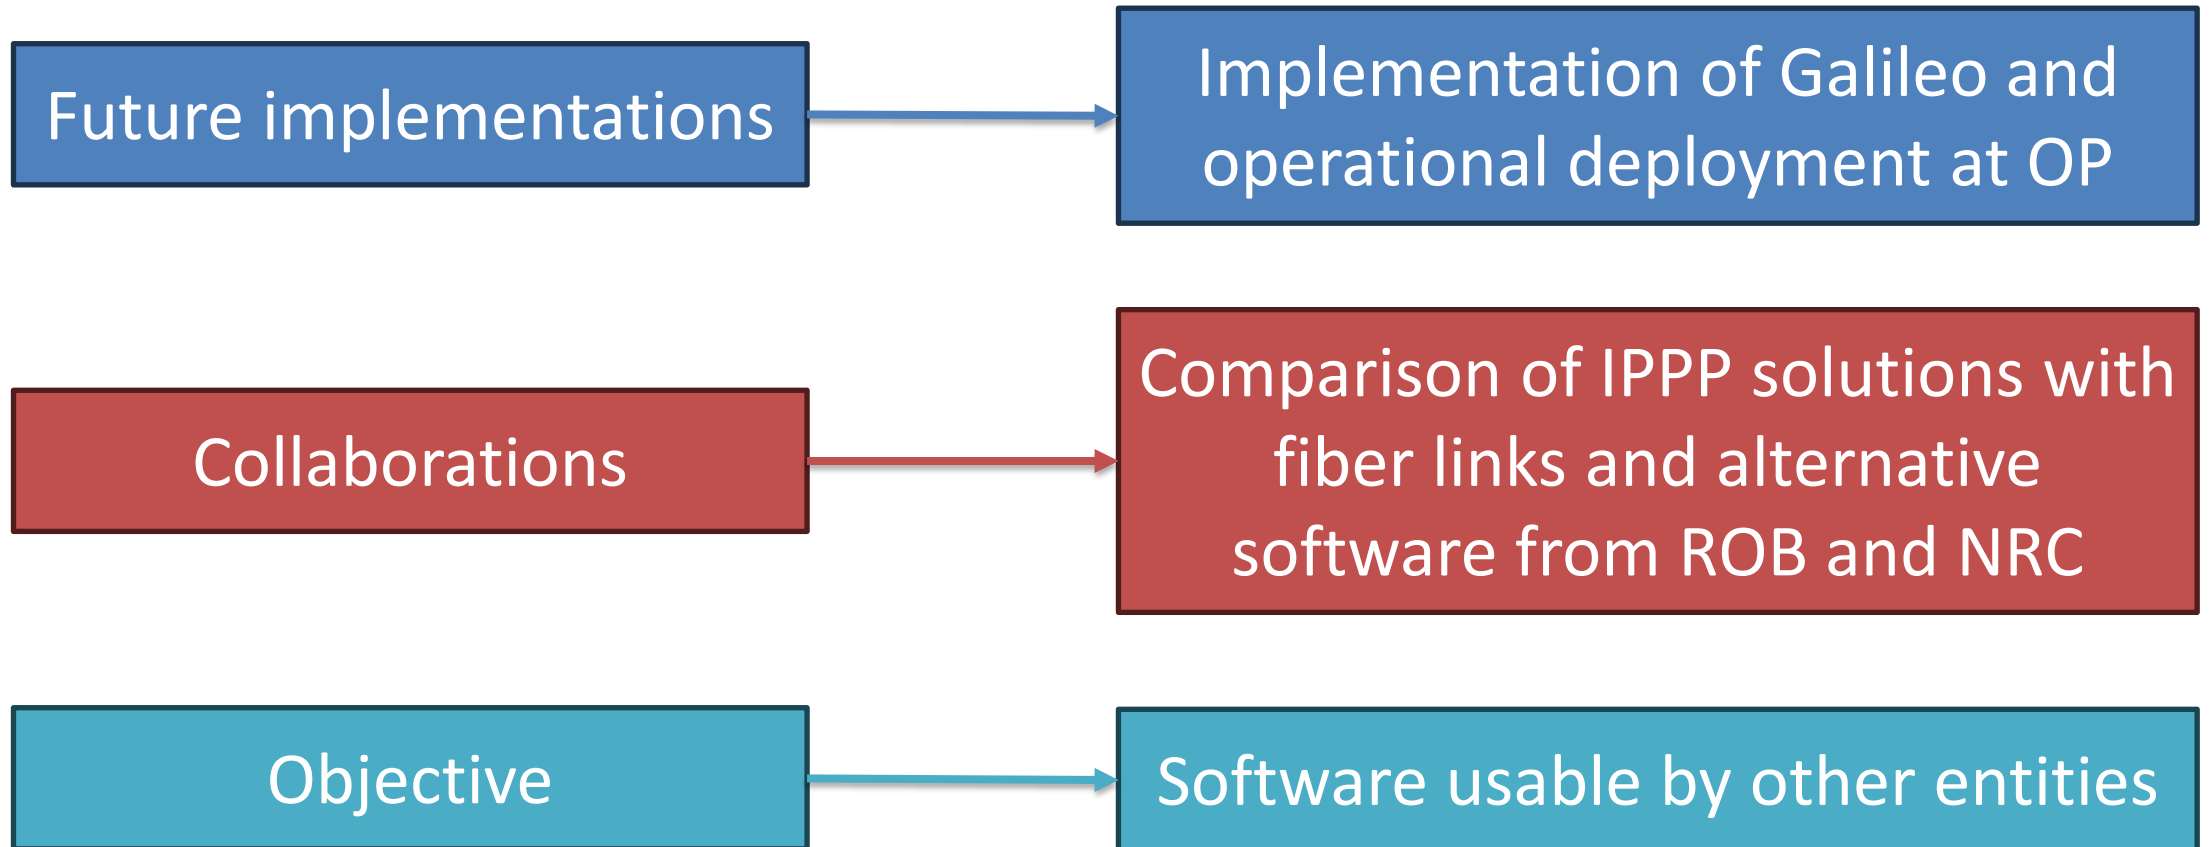 Future implementations
Implementation of Galileo and
operational deployment at OP
Collaborations
Comparison of IPPP solutions with
fiber links and alternative
software from ROB and NRC
Objective
Software usable by other entities